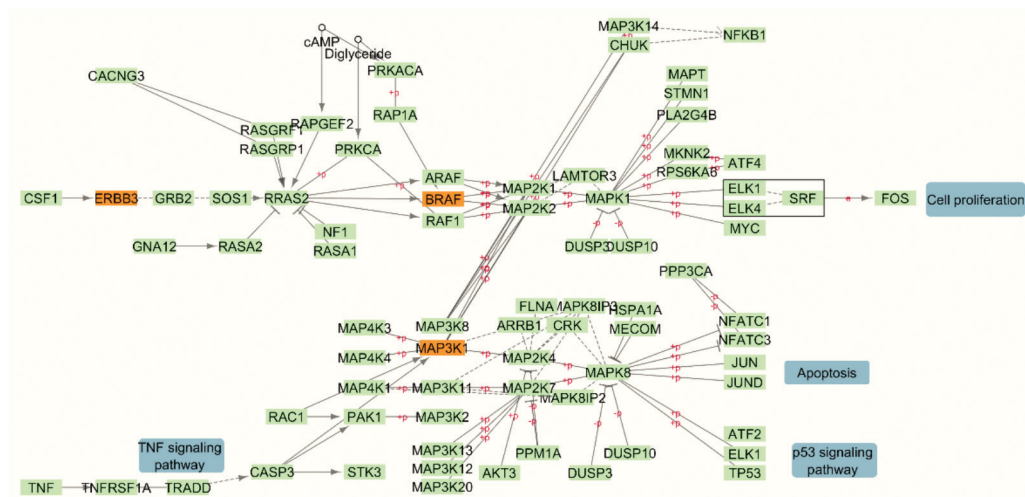 MAP3K14
NFKB1
CHUK
cAMP
Diglyceride
PRKACA
CACNG3
MAPT
+p
STMN1
RAP1A
PLA2G4B
RAPGEF2
RASGRF1
RASGRP1
PRKCA
MKNK2
ATF4
RPS6KA6
ARAF
LAMTOR3
MAP2K1
ELK1
CSF1
ERBB3
GRB2
SOS1
RRAS2
BRAF
MAPK1
SRF
e
FOS
Cell proliferation
MAP2K2
ELK4
RAF1
NF1
MYC
GNA12
RASA2
RASA1
DUSP3
DUSP10
-p
PPP3CA
FLNA
MAPK8IP3
HSPA1A
MAP4K3
MAP3K8
ARRB1
CRK
MECOM
NFATC1
NFATC3
MAP3K1
MAP4K4
MAP2K4
JUN
MAPK8
Apoptosis
MAP4K1
MAP3K11
MAP2K7
JUND
MAPK8IP2
RAC1
PAK1
+p
MAP3K2
ATF2
TNF signaling
pathway
MAP3K13
PPM1A
DUSP10
ELK1
p53 signaling
pathway
CASP3
STK3
MAP3K12
AKT3
DUSP3
TP53
TNF
TNFRSF1A
TRADD
MAP3K20